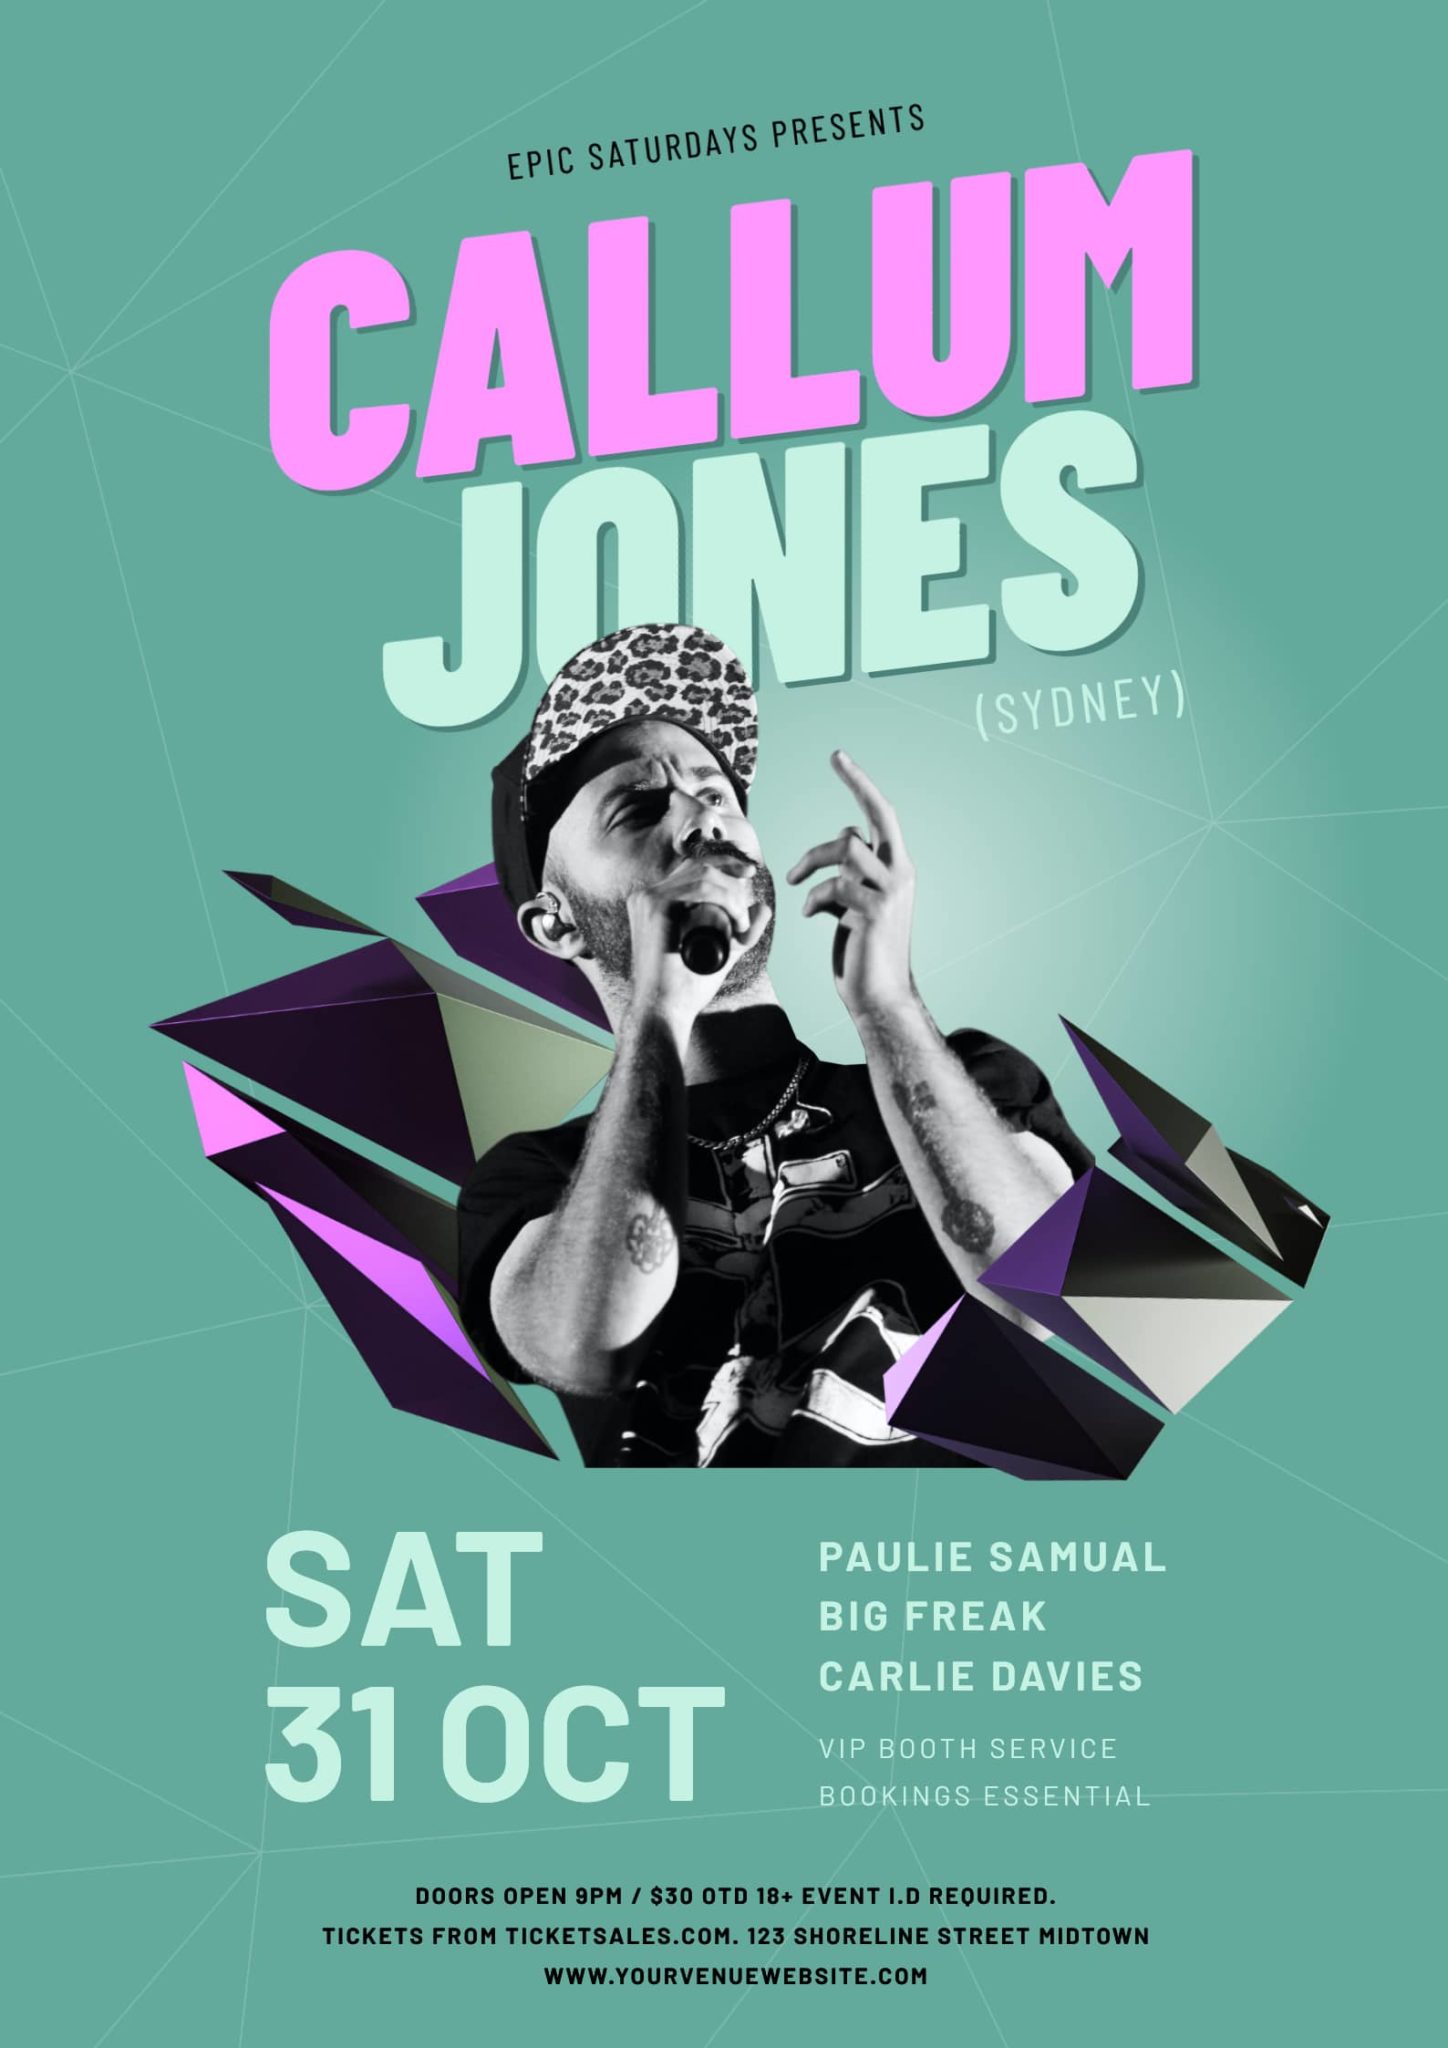 EPIC SATURDAYS PRESENTS
CALLUM
JONES
(SYDNEY)
SAT
31 OCT
PAULIE SAMUAL
BIG FREAK
CARLIE DAVIES
VIP BOOTH SERVICE
BOOKINGS ESSENTIAL
DOORS OPEN 9PM / $30 OTD 18+ EVENT I.D REQUIRED.
TICKETS FROM TICKETSALES.COM. 123 SHORELINE STREET MIDTOWN
WWW.YOURVENUEWEBSITE.COM